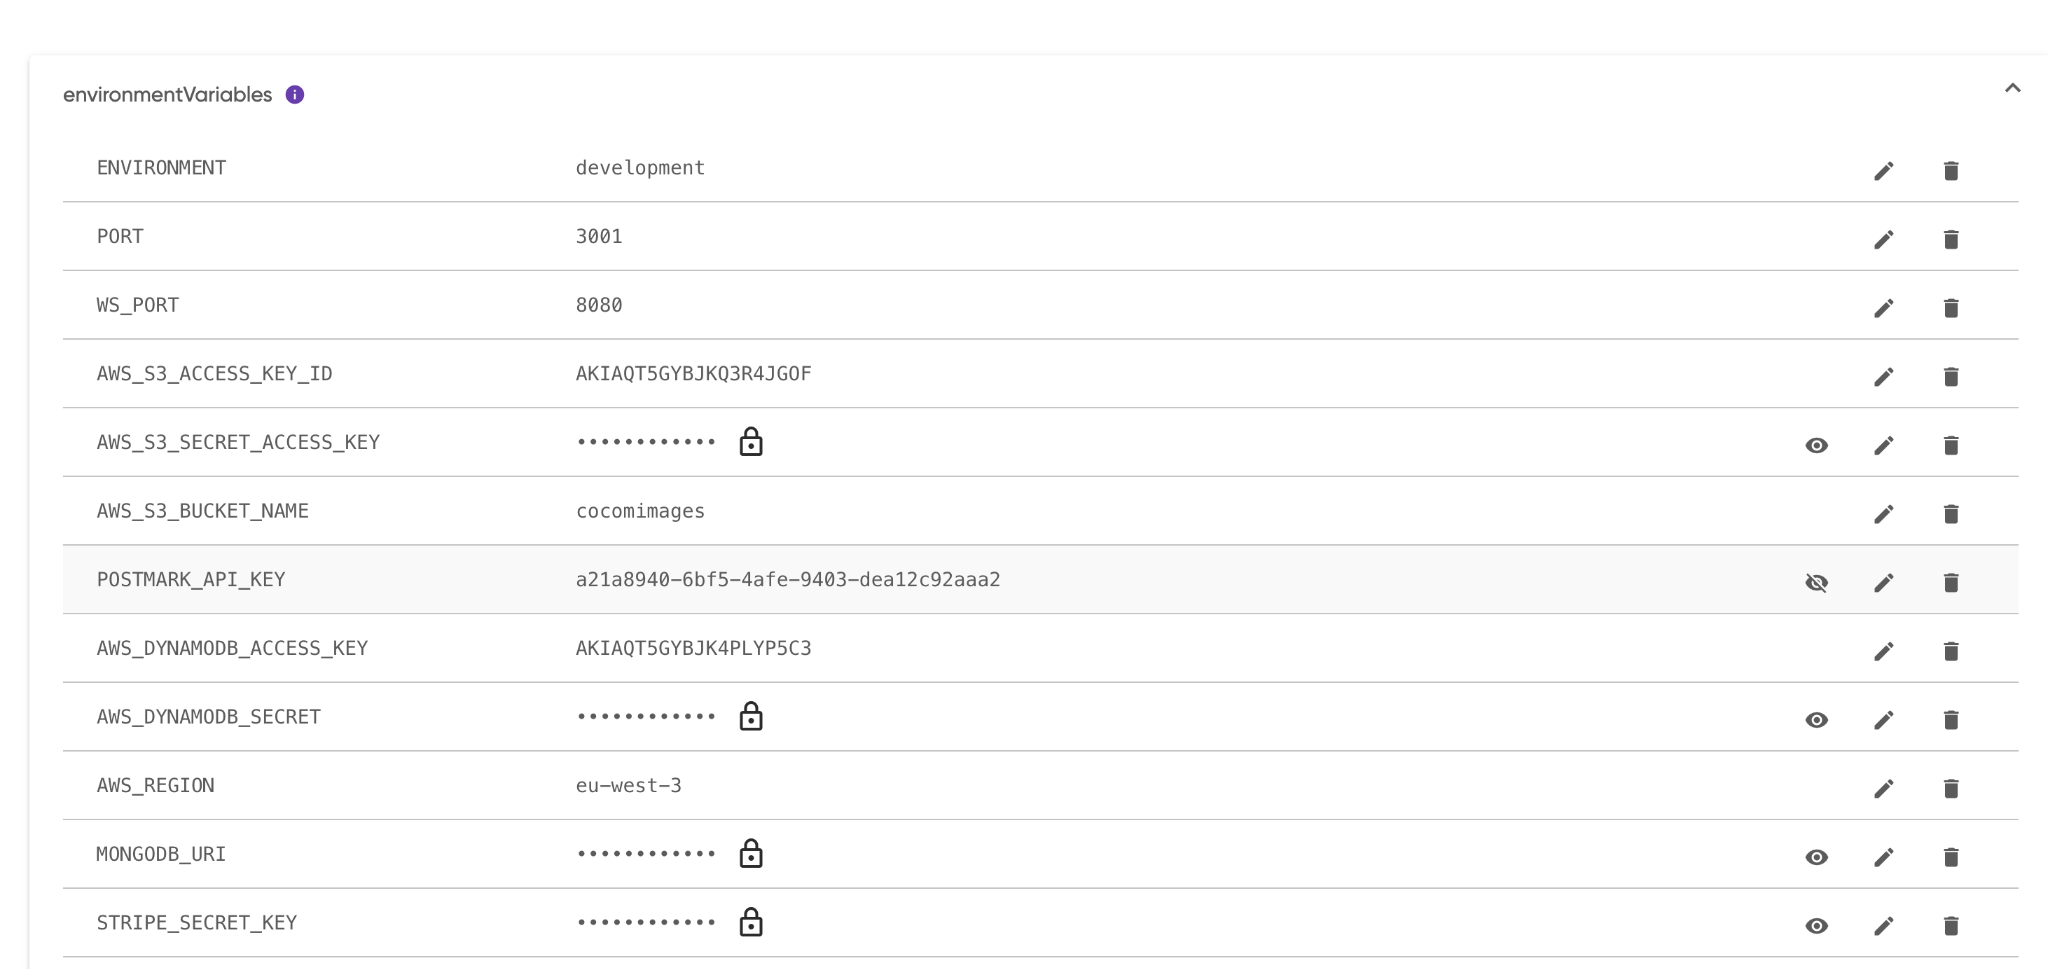 environmentVariables
ENVIRONMENT development
PORT 3001
WS_PORT 8080
AWS_S3_ACCESS_KEY_ID AKIAQT5GYBJKQ3R4JGOF
AWS_S3_SECRET_ACCESS_KEY ••••••••••••
AWS_S3_BUCKET_NAME cocomimages
POSTMARK_API_KEY a21a8940-6bf5-4afe-9403-dea12c92aaa2
AWS_DYNAMODB_ACCESS_KEY AKIAQT5GYBJK4PLYP5C3
AWS_DYNAMODB_SECRET ••••••••••••
AWS_REGION eu-west-3
MONGODB_URI ••••••••••••
STRIPE_SECRET_KEY ••••••••••••